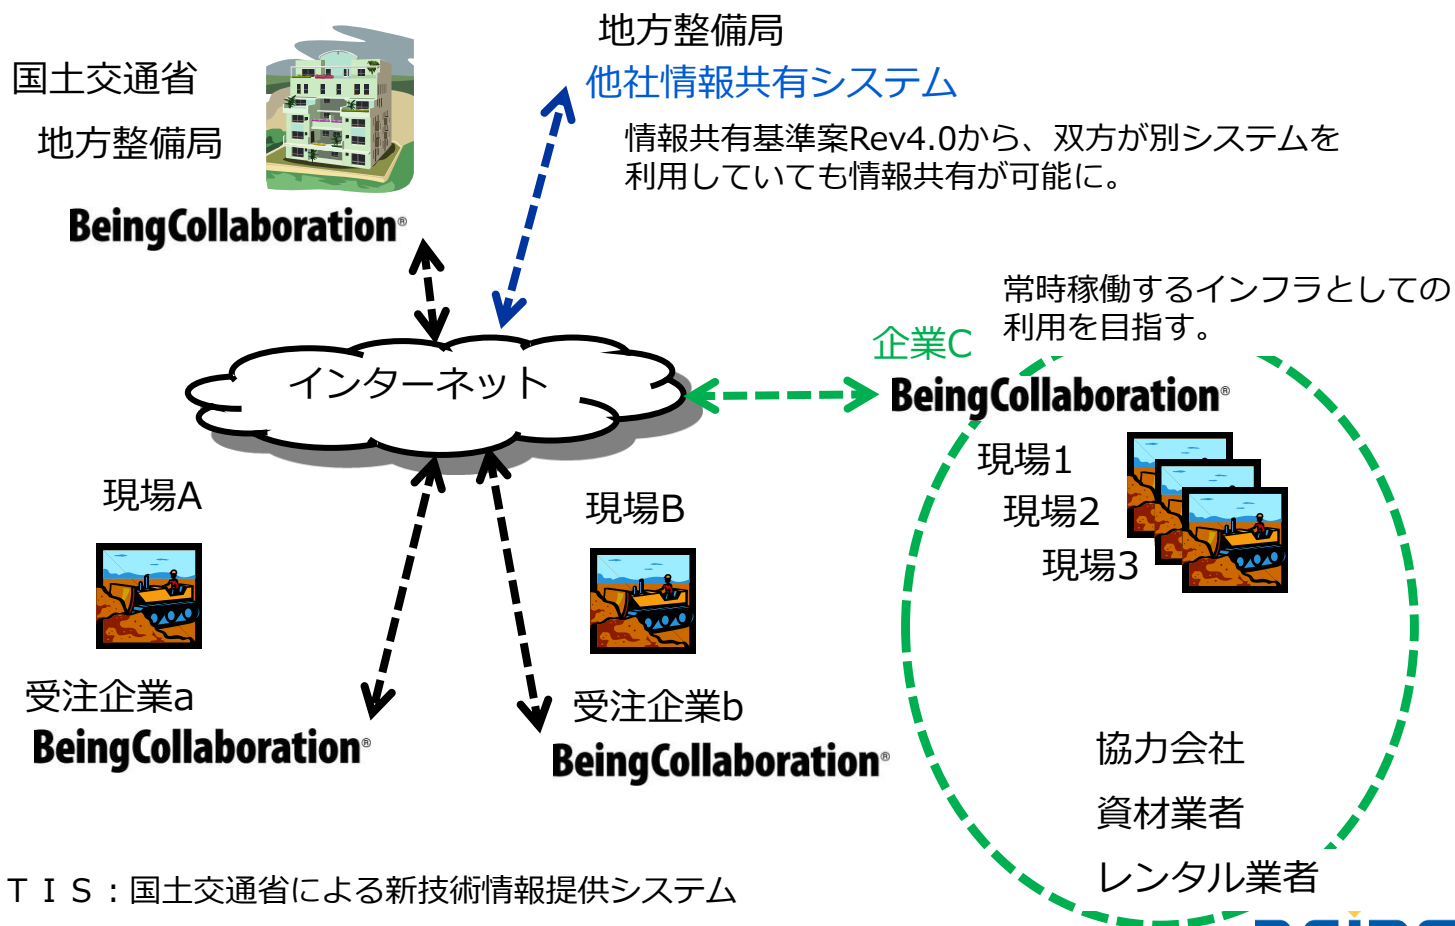 地方整備局
国土交通省
他社情報共有システム
地方整備局
情報共有基準案Rev4.0から、双方が別システムを
利用していても情報共有が可能に。
BeingCollaboration®
常時稼働するインフラとしての
利用を目指す。
企業C
インターネット
BeingCollaboration®
現場1
現場2
現場3
現場A
現場B
受注企業a
BeingCollaboration®
受注企業b
BeingCollaboration®
協力会社
資材業者
レンタル業者
ＴＩＳ：国土交通省による新技術情報提供システム